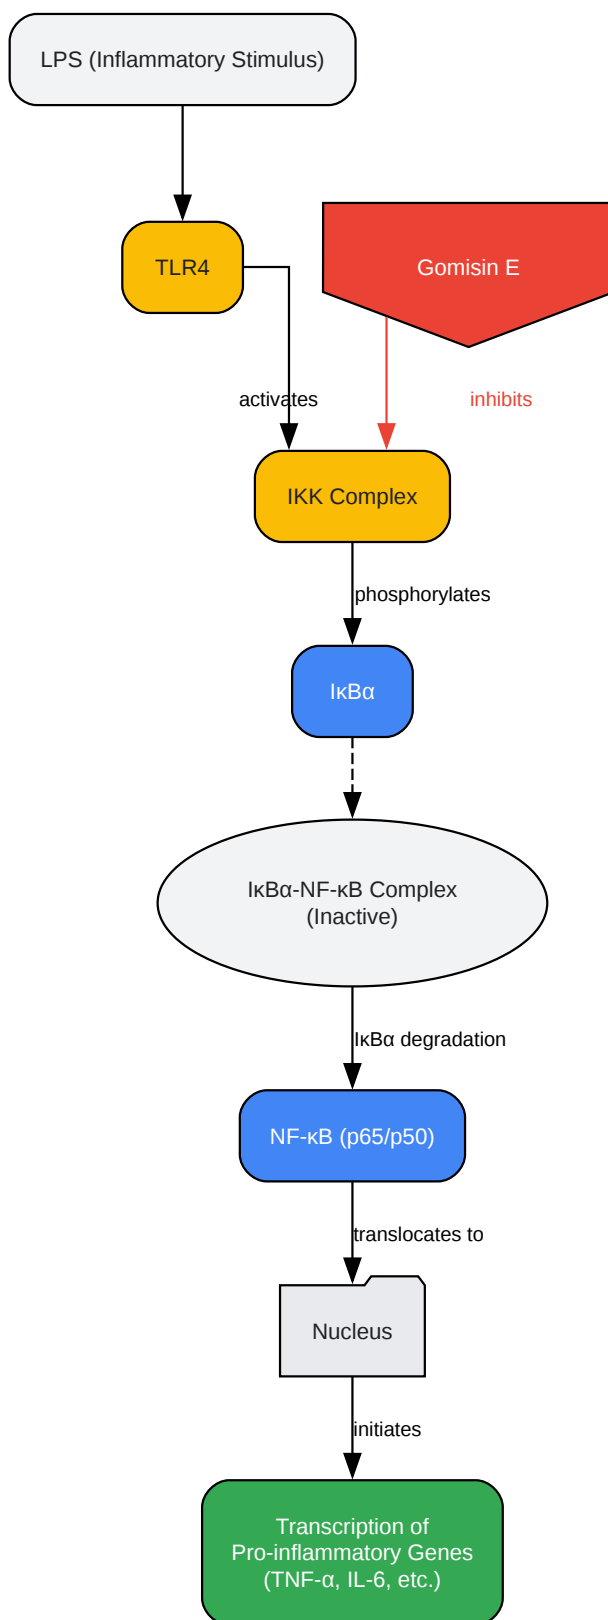 LPS (Inflammatory Stimulus)
TLR4
Gomisin E
activates
inhibits
IKK Complex
phosphorylates
IκBα
IκBα-NF-κB Complex
(Inactive)
IκBα degradation
NF-κB (p65/p50)
translocates to
Nucleus
initiates
Transcription of
Pro-inflammatory Genes
(TNF-α, IL-6, etc.)